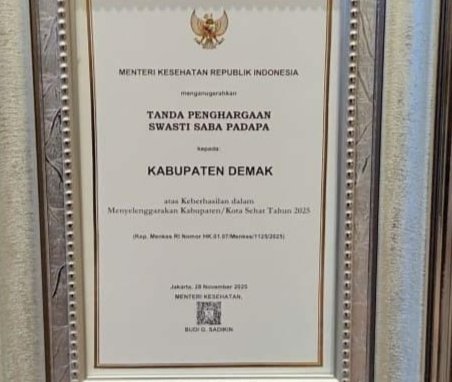 MENTERI KESEHATAN REPUBLIK INDONESIA
menganugerahkan
TANDA PENGHARGAAN
SWASTI SABA PADAPA
kepada
KABUPATEN DEMAK
atas Keberhasilan dalam
Menyelenggarakan Kabupaten/Kota Sehat Tahun 2025
(Kep. Menkes RI Nomor HK.01.07/Menkes/1125/2025)
Jakarta, 28 November 2025
MENTERI KESEHATAN,
BUDI G. SADIKIN